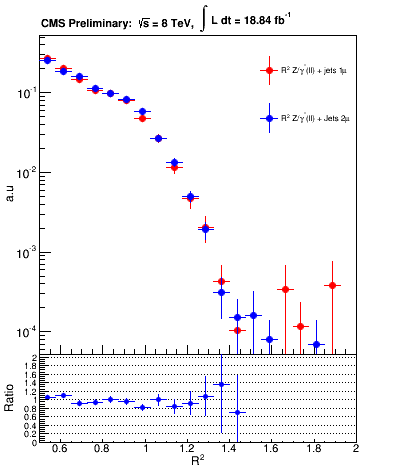 CMS Preliminary: √s = 8 TeV, ∫ L dt = 18.84 fb⁻¹
R² Z/γ*(ll) + jets 1μ
R² Z/γ*(ll) + Jets 2μ
a.u
10⁻¹
10⁻²
10⁻³
10⁻⁴
Ratio
2
1.8
1.6
1.4
1.2
1
0.8
0.6
0.4
0.2
0
0.6 0.8 1 1.2 1.4 1.6 1.8 2
R²